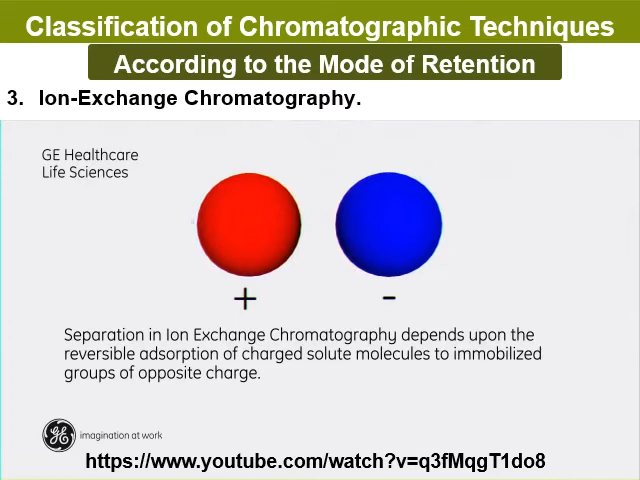 Classification of Chromatographic Techniques
According to the Mode of Retention
3. Ion-Exchange Chromatography.
GE Healthcare
Life Sciences
+ -
Separation in Ion Exchange Chromatography depends upon the
reversible adsorption of charged solute molecules to immobilized
groups of opposite charge.
GE imagination at work
https://www.youtube.com/watch?v=q3fMqgT1do8